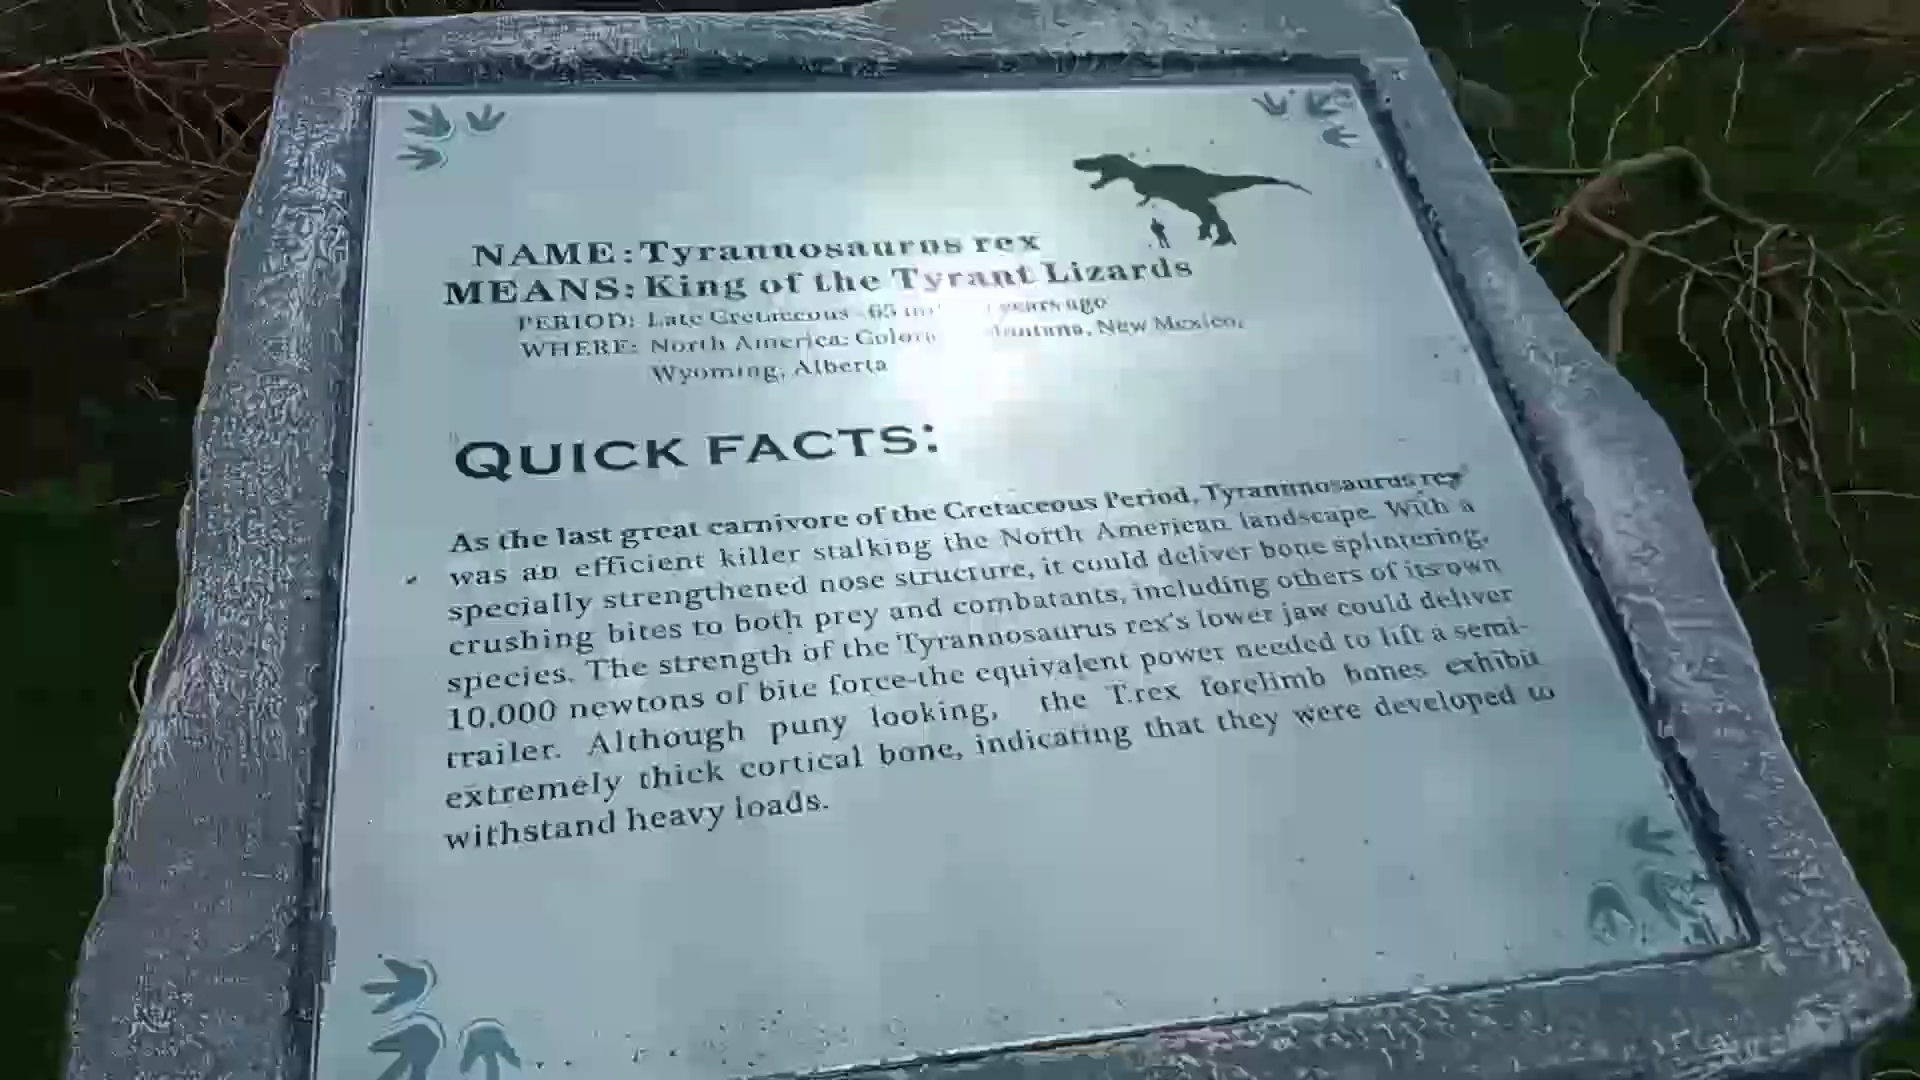 NAME: Tyrannosaurus rex
MEANS: King of the Tyrant Lizards
PERIOD: Late Cretaceous - 65 years ago
WHERE: North America: New Mexico,
Wyoming, Alberta
QUICK FACTS:
As the last great carnivore of the Cretaceous Period, Tyrannnosaurus rex
was an efficient killer stalking the North American landscape. With a
specially strengthened nose structure, it could deliver bone splintering,
crushing bites to both prey and combatants, including others of its own
species. The strength of the Tyrannosaurus rex's lower jaw could deliver
10,000 newtons of bite force-the equivalent power needed to lift a semi-
trailer. Although puny looking, the T.rex forelimb bones exhibit
extremely thick cortical bone, indicating that they were developed to
withstand heavy loads.